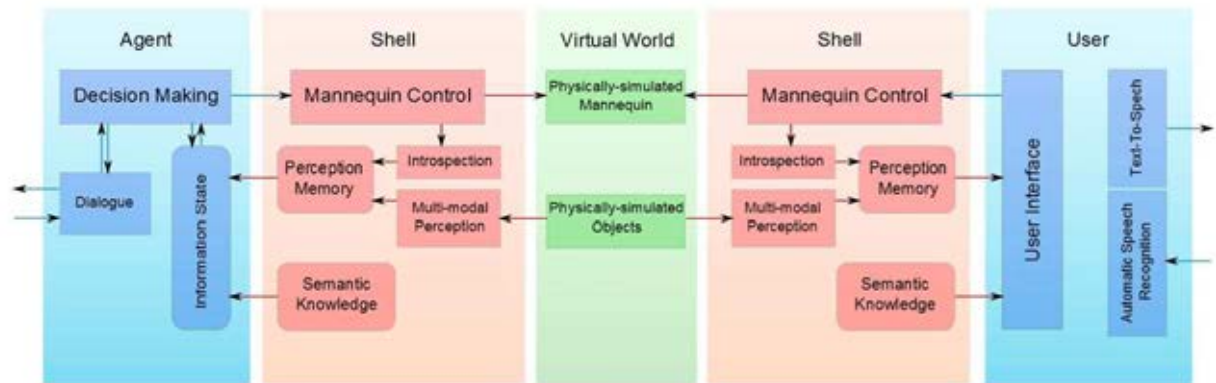 Agent
Shell
Virtual World
Shell
User
Decision Making
Dialogue
Information State
Mannequin Control
Introspection
Perception
Memory
Multi-modal
Perception
Semantic
Knowledge
Physically-simulated
Mannequin
Physically-simulated
Objects
Mannequin Control
Introspection
Perception
Memory
Multi-modal
Perception
Semantic
Knowledge
User Interface
Text-To-Spech
Automatic Speech
Recognition